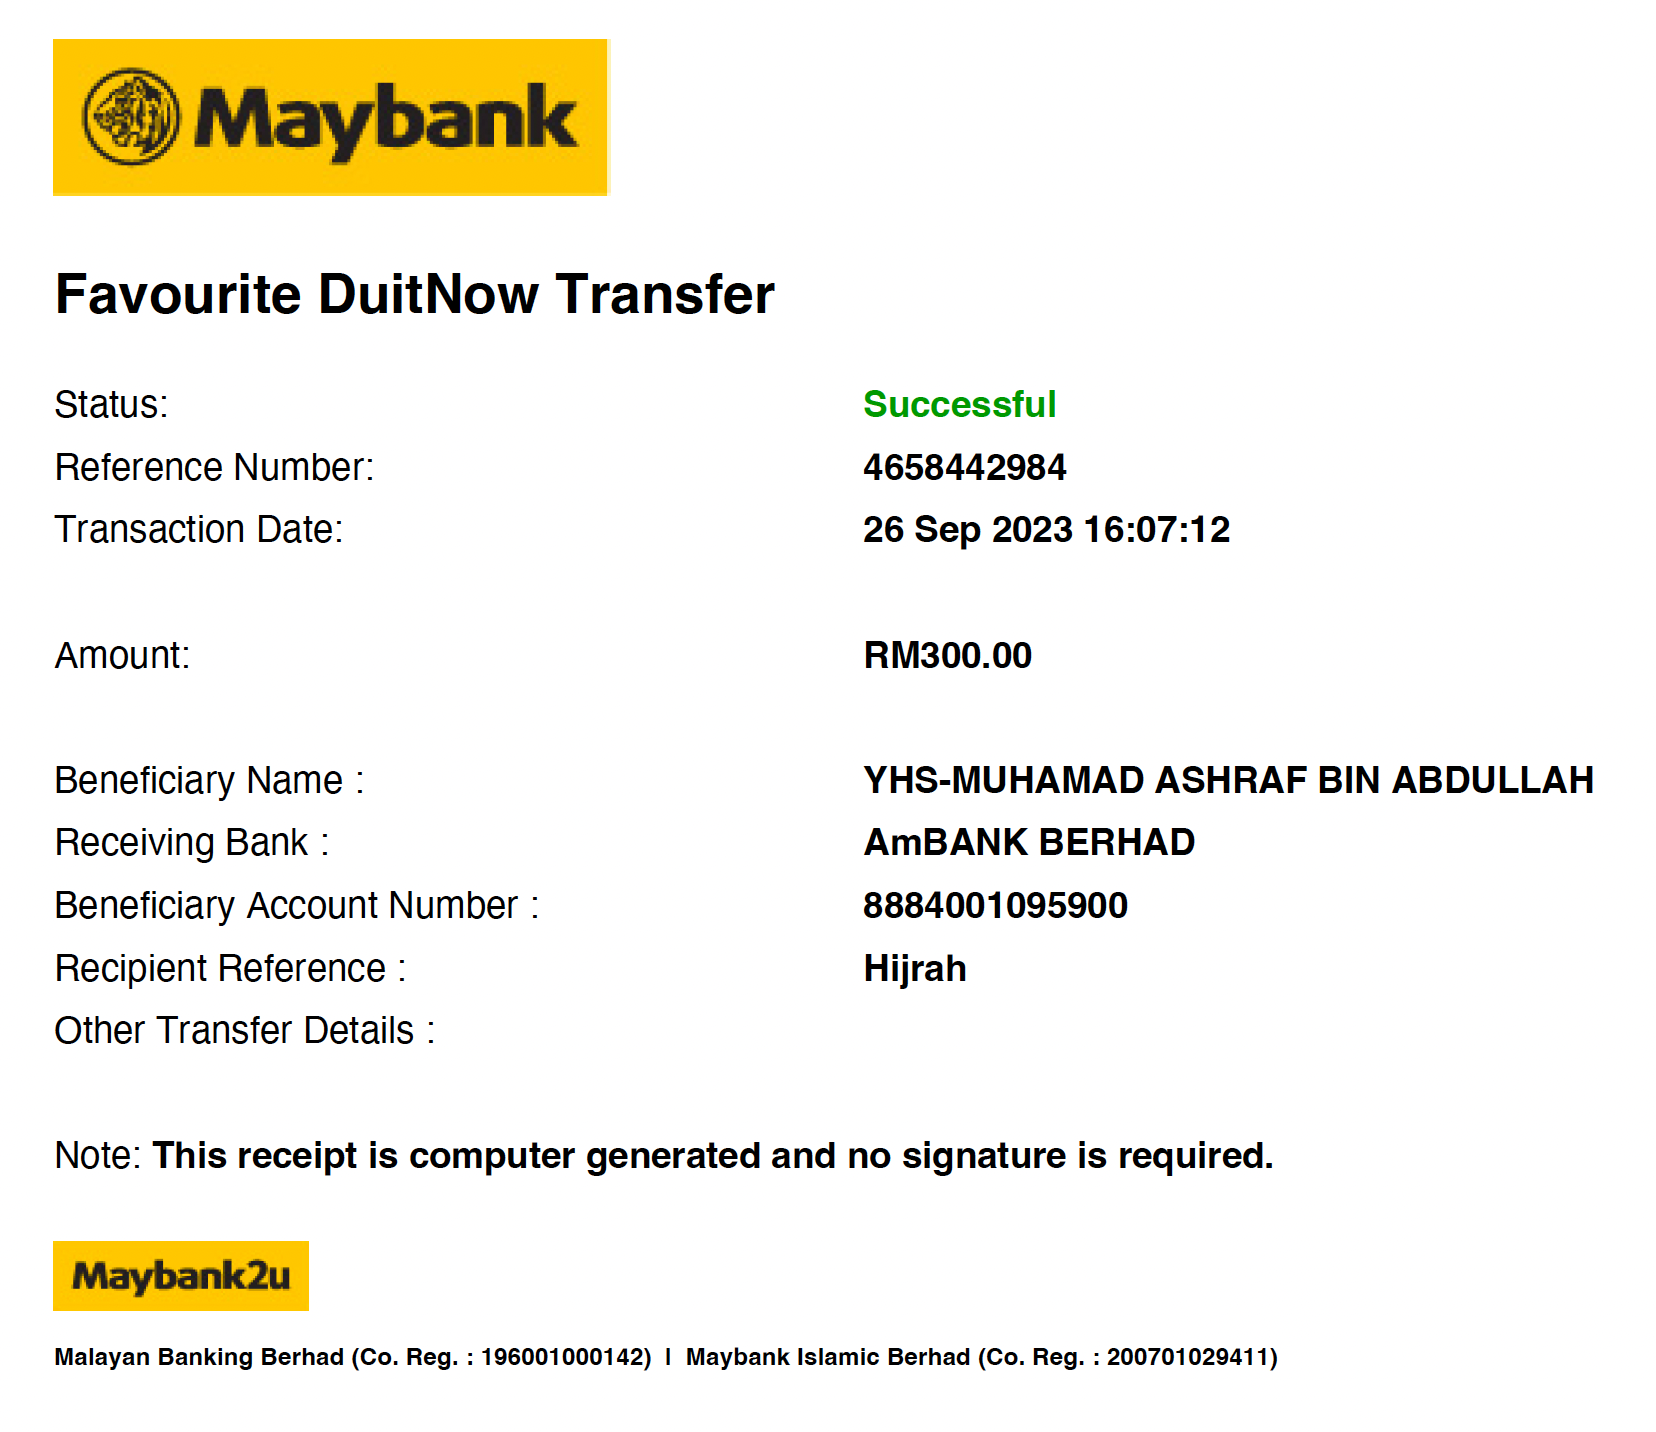 Maybank
Favourite DuitNow Transfer
Status: Successful
Reference Number: 4658442984
Transaction Date: 26 Sep 2023 16:07:12
Amount: RM300.00
Beneficiary Name : YHS-MUHAMAD ASHRAF BIN ABDULLAH
Receiving Bank : AmBANK BERHAD
Beneficiary Account Number : 8884001095900
Recipient Reference : Hijrah
Other Transfer Details :
Note: This receipt is computer generated and no signature is required.
Maybank2u
Malayan Banking Berhad (Co. Reg. : 196001000142) | Maybank Islamic Berhad (Co. Reg. : 200701029411)